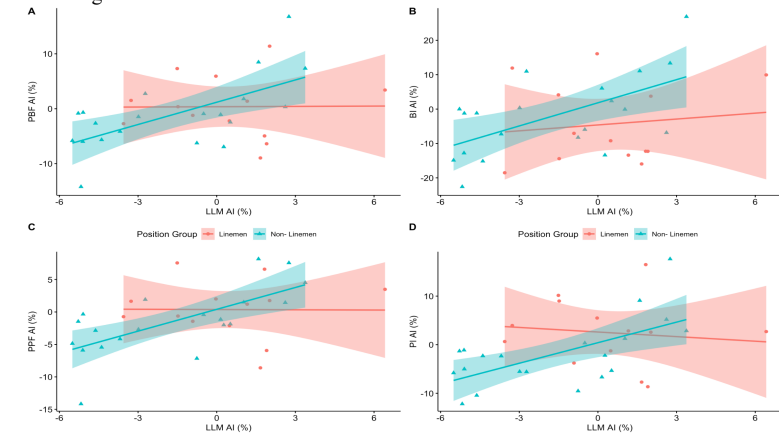 A
B
PBF AI (%)
10
0
-10
-6
-3
0
3
6
LLM AI (%)
BI AI (%)
20
10
0
-10
-20
-6
-3
0
3
6
LLM AI (%)
C
Position Group Linemen Non- Linemen
D
Position Group Linemen Non- Linemen
PPF AI (%)
5
0
-5
-10
-15
-6
-3
0
3
6
LLM AI (%)
PI AI (%)
10
0
-10
-6
-3
0
3
6
LLM AI (%)